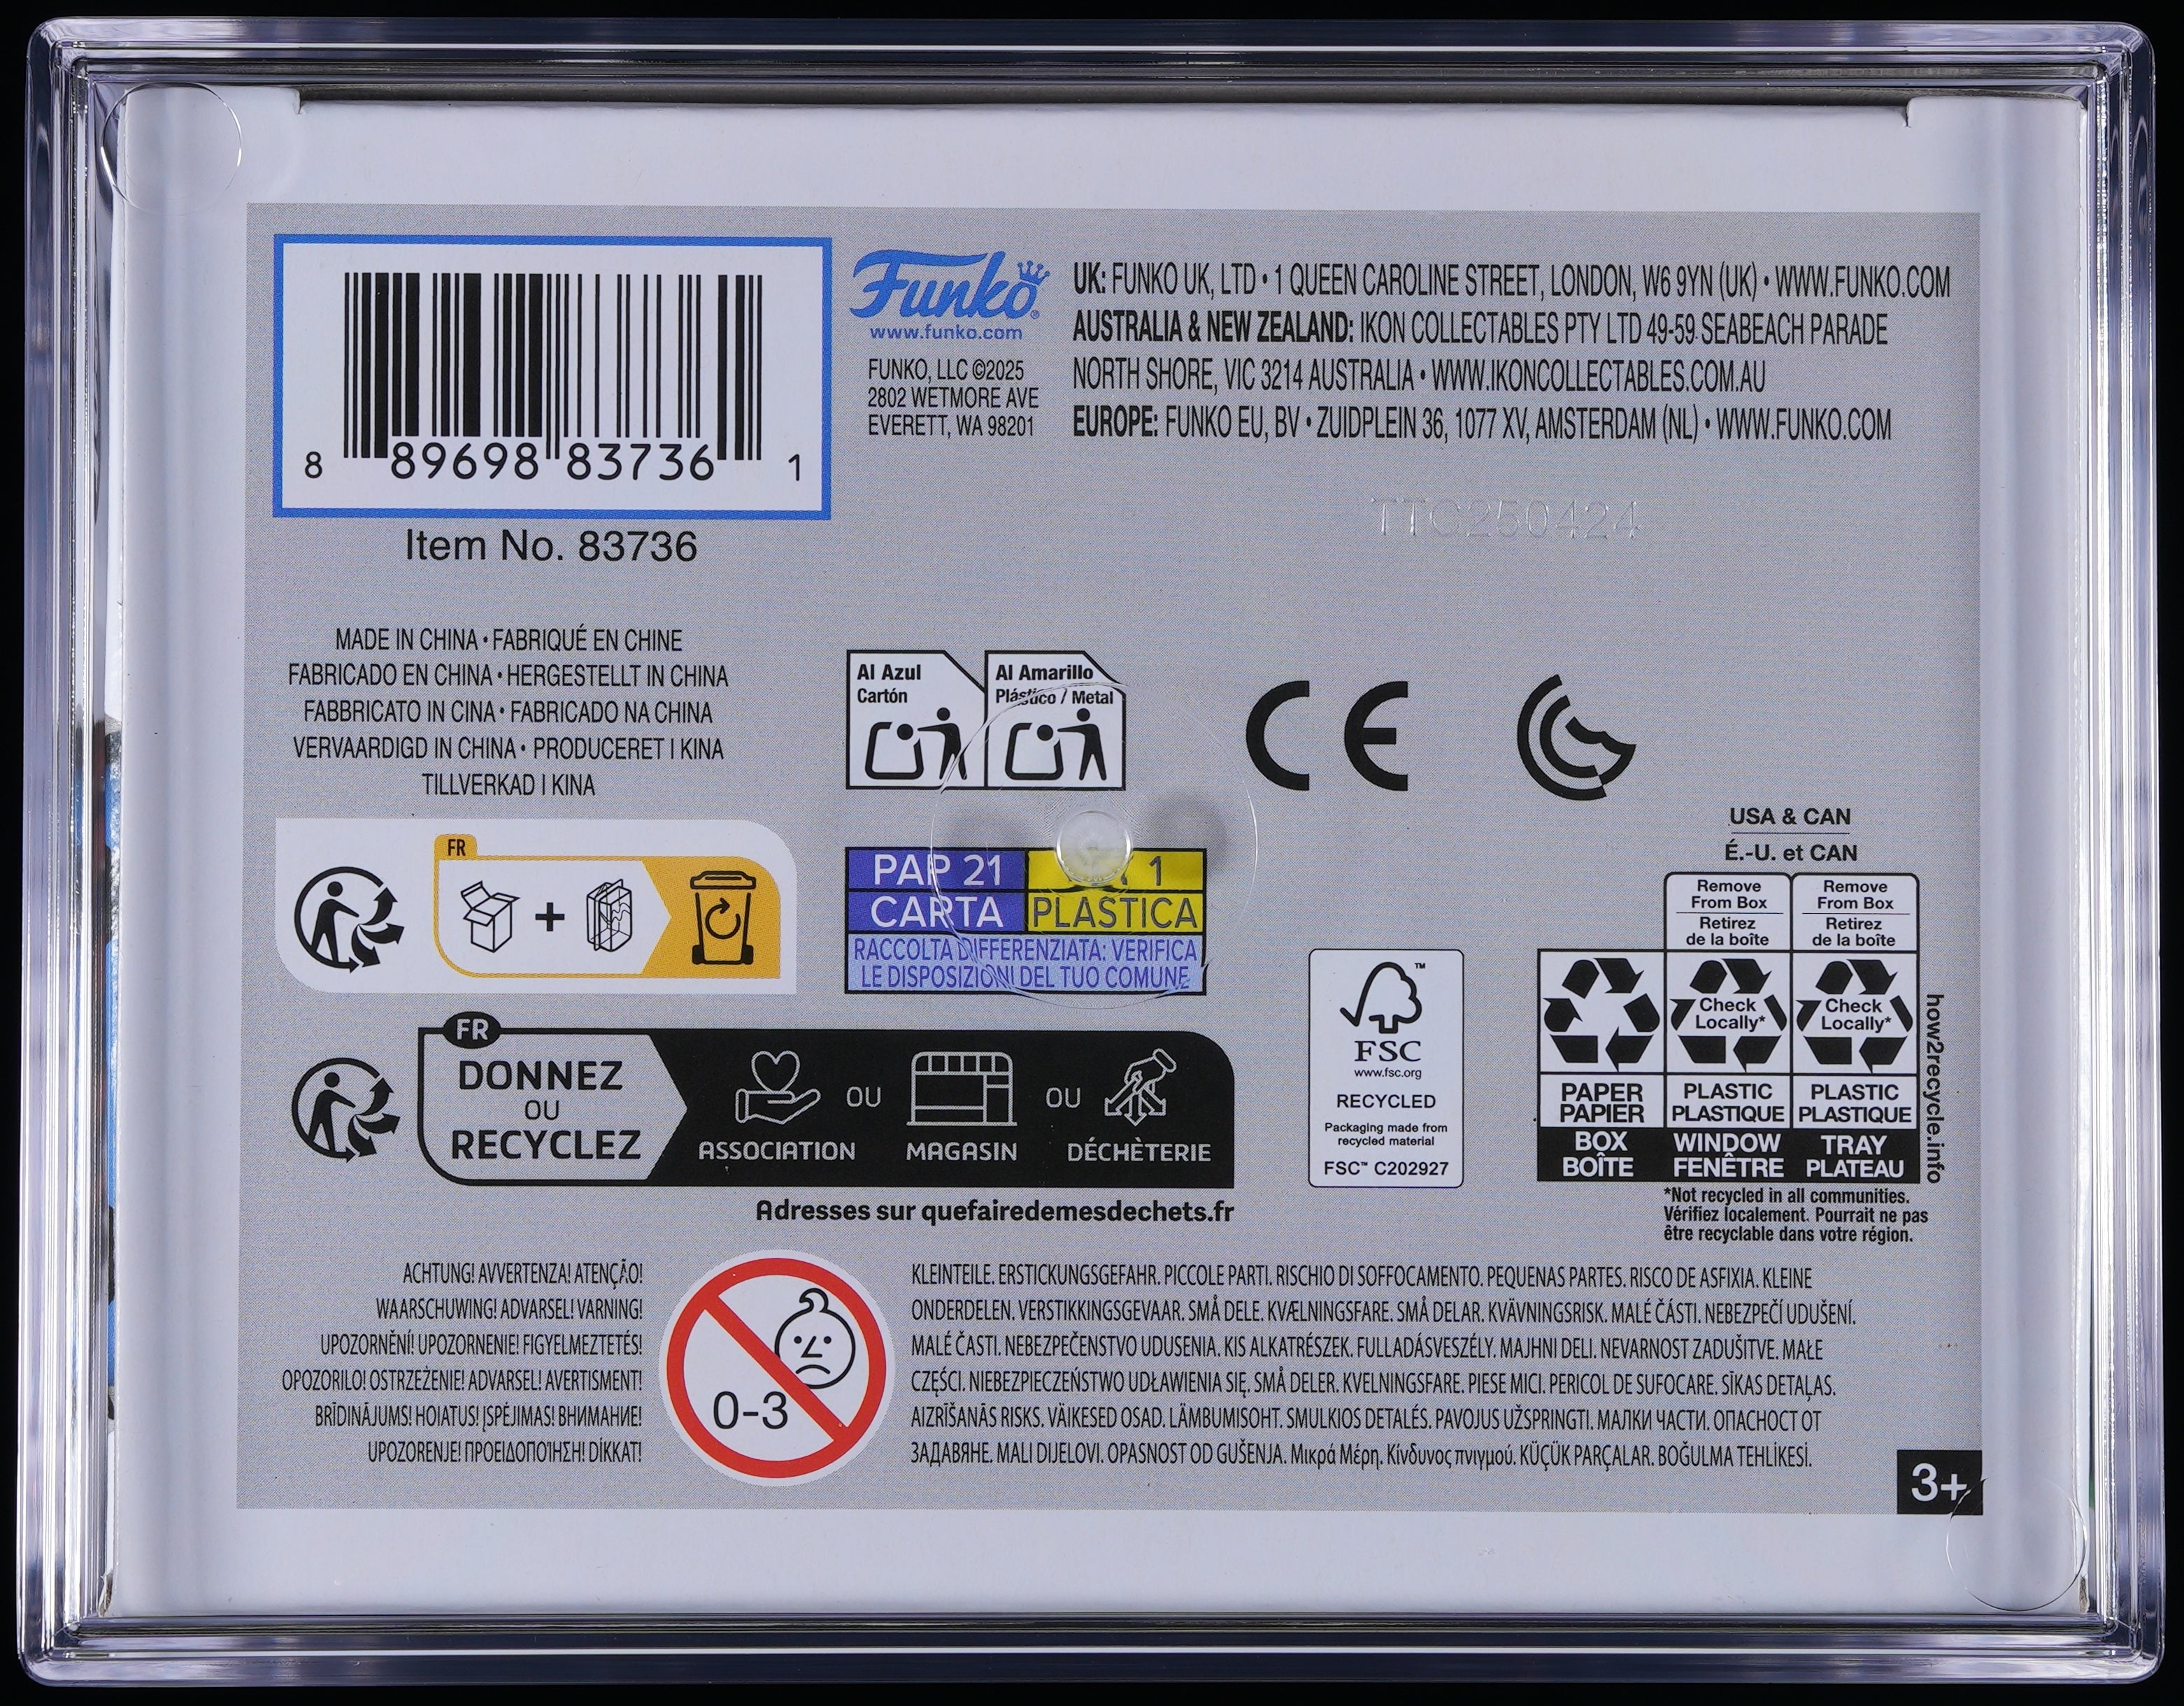 8 89698 83736 1
Item No. 83736
Funko®
www.funko.com
FUNKO, LLC ©2025
2802 WETMORE AVE
EVERETT, WA 98201
UK: FUNKO UK, LTD • 1 QUEEN CAROLINE STREET, LONDON, W6 9YN (UK) • WWW.FUNKO.COM
AUSTRALIA & NEW ZEALAND: IKON COLLECTABLES PTY LTD 49-59 SEABEACH PARADE
NORTH SHORE, VIC 3214 AUSTRALIA • WWW.IKONCOLLECTABLES.COM.AU
EUROPE: FUNKO EU, BV • ZUIDPLEIN 36, 1077 XV, AMSTERDAM (NL) • WWW.FUNKO.COM
TTC250424
MADE IN CHINA • FABRIQUÉ EN CHINE
FABRICADO EN CHINA • HERGESTELLT IN CHINA
FABBRICATO IN CINA • FABRICADO NA CHINA
VERVAARDIGD IN CHINA • PRODUCERET I KINA
TILLVERKAD I KINA
Al Azul
Cartón
Al Amarillo
Plástico / Metal
CE
FR
+
PAP 21
1
CARTA
PLASTICA
RACCOLTA DIFFERENZIATA: VERIFICA
LE DISPOSIZIONI DEL TUO COMUNE
FR
DONNEZ
OU
RECYCLEZ
ASSOCIATION
OU
MAGASIN
OU
DÉCHÈTERIE
Adresses sur quefairedemesdechets.fr
FSC™
www.fsc.org
RECYCLED
Packaging made from
recycled material
FSC™ C202927
USA & CAN
É.-U. et CAN
Remove
From Box
Retirez
de la boîte
Remove
From Box
Retirez
de la boîte
Check
Locally*
Check
Locally*
PAPER
PAPIER
PLASTIC
PLASTIQUE
PLASTIC
PLASTIQUE
BOX
BOÎTE
WINDOW
FENÊTRE
TRAY
PLATEAU
how2recycle.info
*Not recycled in all communities.
Vérifiez localement. Pourrait ne pas
être recyclable dans votre région.
ACHTUNG! AVVERTENZA! ATENÇÃO!
WAARSCHUWING! ADVARSEL! VARNING!
UPOZORNĚNÍ! UPOZORNENIE! FIGYELMEZTETÉS!
OPOZORILO! OSTRZEŻENIE! ADVARSEL! AVERTISMENT!
BRĪDINĀJUMS! HOIATUS! ĮSPĖJIMAS! ВНИМАНИЕ!
UPOZORENJE! ΠΡΟΕΙΔΟΠΟΊΗΣΗ! DİKKAT!
0-3
KLEINTEILE. ERSTICKUNGSGEFAHR. PICCOLE PARTI. RISCHIO DI SOFFOCAMENTO. PEQUENAS PARTES. RISCO DE ASFIXIA. KLEINE
ONDERDELEN. VERSTIKKINGSGEVAAR. SMÅ DELE. KVÆLNINGSFARE. SMÅ DELAR. KVÄVNINGSRISK. MALÉ ČÁSTI. NEBEZPEČÍ UDUŠENÍ.
MALÉ ČASTI. NEBEZPEČENSTVO UDUSENIA. KIS ALKATRÉSZEK. FULLADÁSVESZÉLY. MAJHNI DELI. NEVARNOST ZADUŠITVE. MAŁE
CZĘŚCI. NIEBEZPIECZEŃSTWO UDŁAWIENIA SIĘ. SMÅ DELER. KVELNINGSFARE. PIESE MICI. PERICOL DE SUFOCARE. SĪKAS DETAĻAS.
AIZRĪŠANĀS RISKS. VÄIKESED OSAD. LÄMBUMISOHT. SMULKIOS DETALĖS. PAVOJUS UŽSPRINGTI. МАЛКИ ЧАСТИ. ОПАСНОСТ ОТ
ЗАДАВЯНЕ. MALI DIJELOVI. OPASNOST OD GUŠENJA. Μικρά Μέρη. Κίνδυνος πνιγμού. KÜÇÜK PARÇALAR. BOĞULMA TEHLİKESİ.
3+